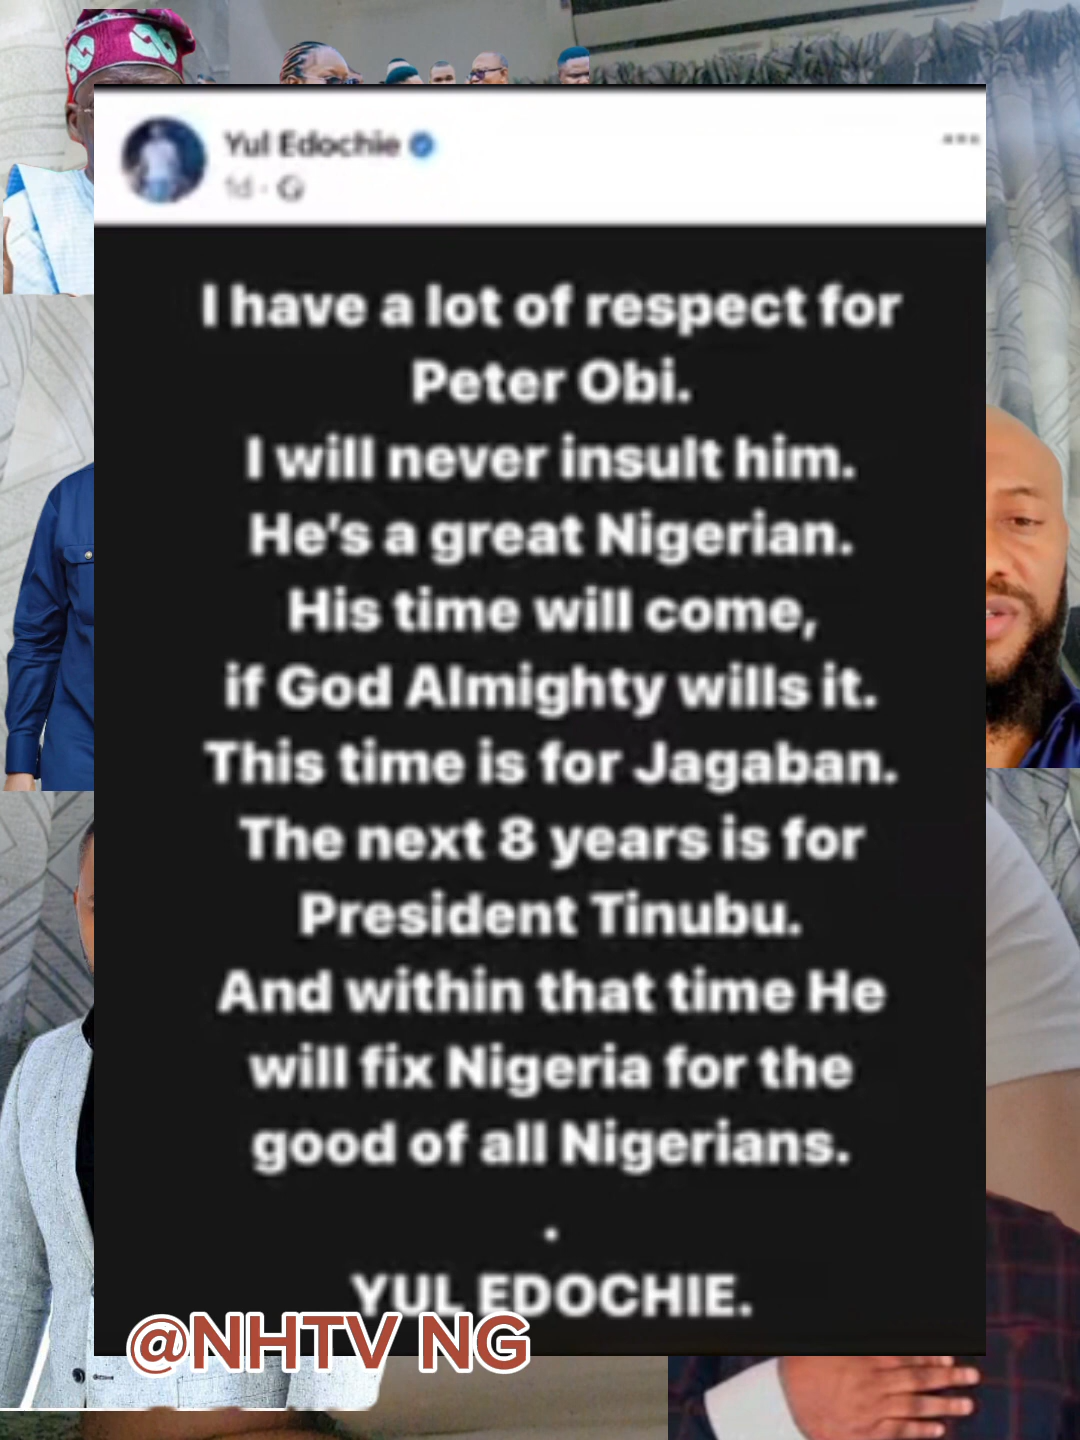 Yul Edochie
1d
I have a lot of respect for
Peter Obi.
I will never insult him.
He's a great Nigerian.
His time will come,
if God Almighty wills it.
This time is for Jagaban.
The next 8 years is for
President Tinubu.
And within that time He
will fix Nigeria for the
good of all Nigerians.
.
YUL EDOCHIE.
@NHTV NG